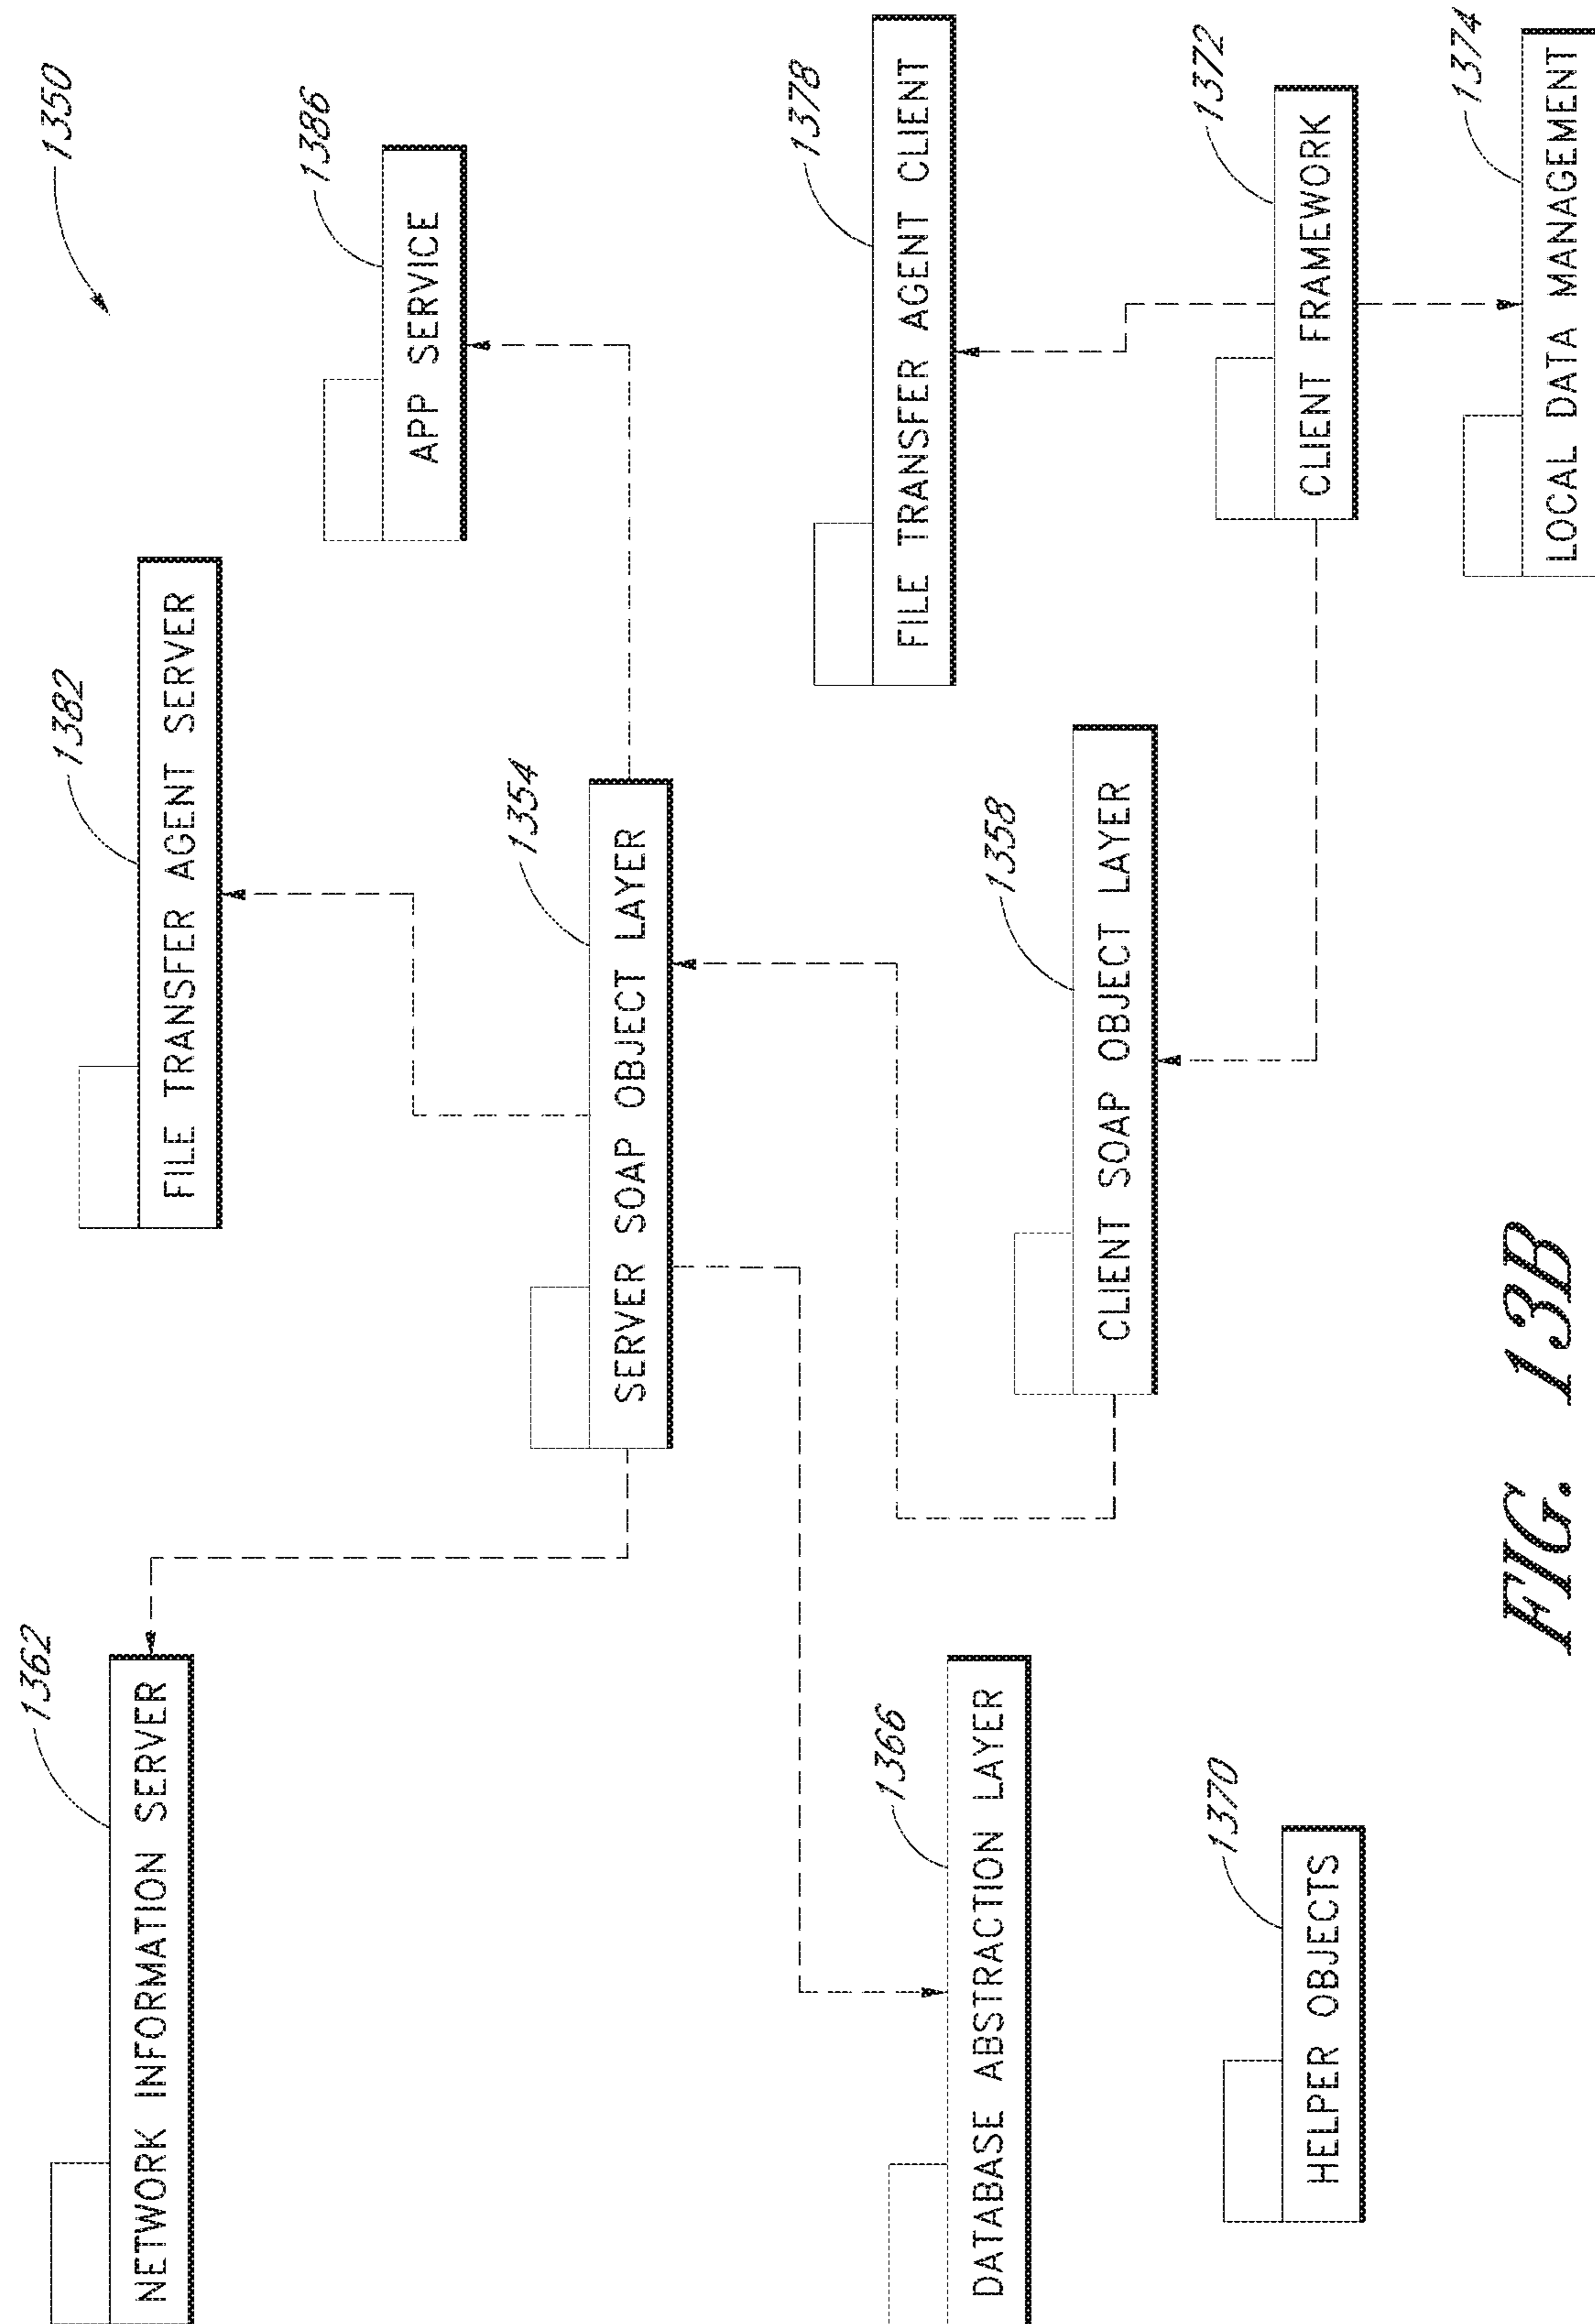 1350
1362
NETWORK INFORMATION SERVER
1382
FILE TRANSFER AGENT SERVER
1386
APP SERVICE
1354
SERVER SOAP OBJECT LAYER
1366
DATABASE ABSTRACTION LAYER
1358
CLIENT SOAP OBJECT LAYER
1378
FILE TRANSFER AGENT CLIENT
1370
HELPER OBJECTS
1372
CLIENT FRAMEWORK
1374
LOCAL DATA MANAGEMENT
FIG. 13B